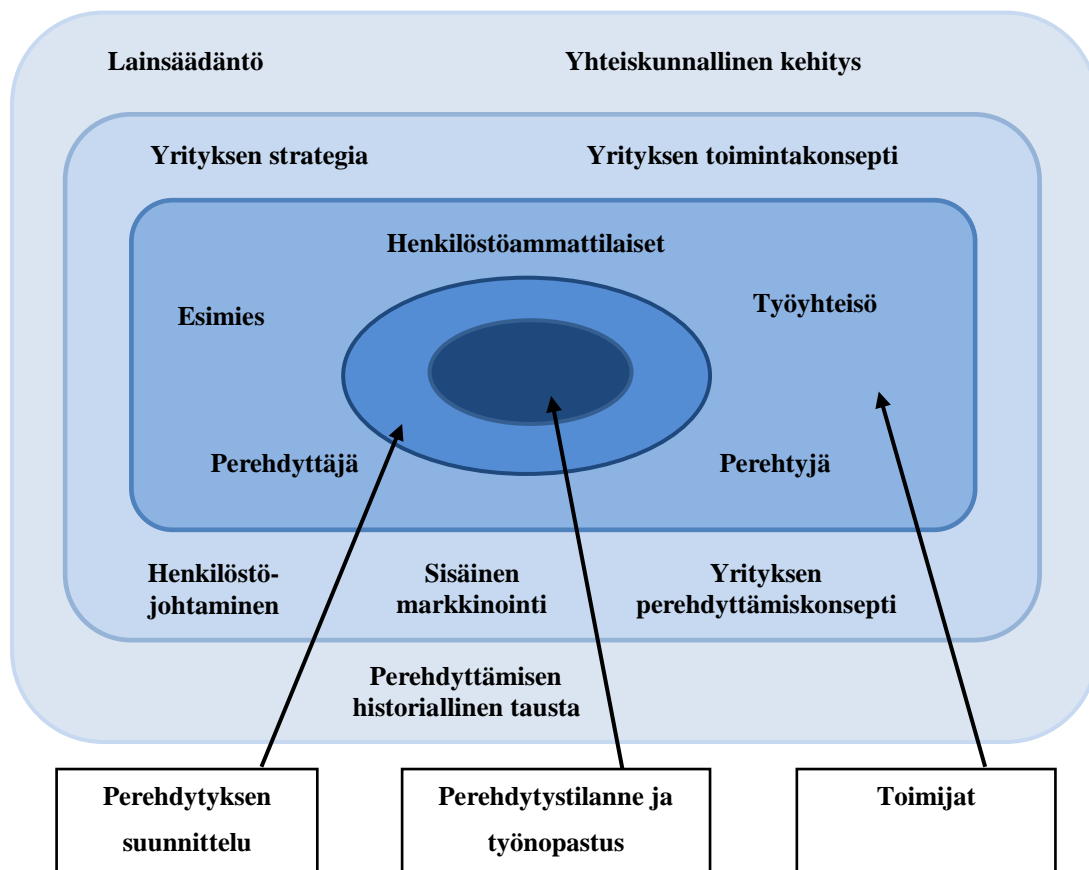 Lainsäädäntö
Yhteiskunnallinen kehitys
Yrityksen strategia
Yrityksen toimintakonsepti
Henkilöstöammattilaiset
Esimies
Työyhteisö
Perehdyttäjä
Perehtyjä
Henkilöstö-
johtaminen
Sisäinen
markkinointi
Yrityksen
perehdyttämiskonsepti
Perehdyttämisen
historiallinen tausta
Perehdytyksen
suunnittelu
Perehdytystilanne ja
työnopastus
Toimijat